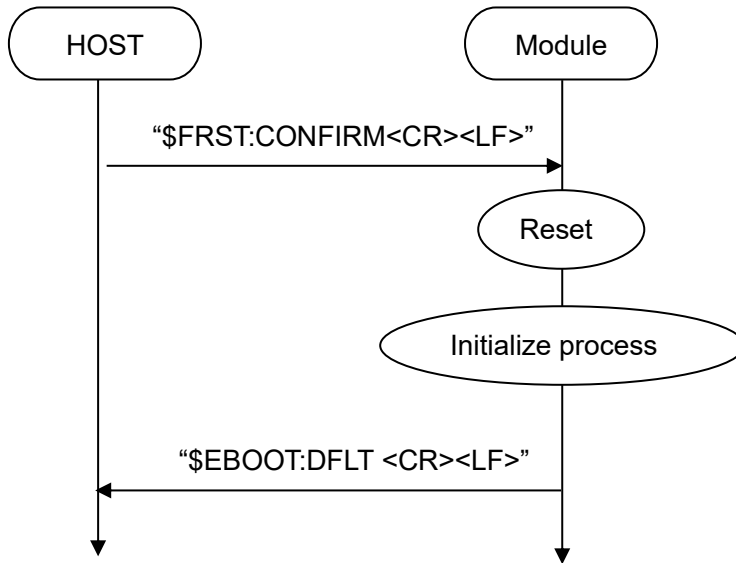 HOST
Module
“$FRST:CONFIRM<CR><LF>”
Reset
Initialize process
“$EBOOT:DFLT <CR><LF>”